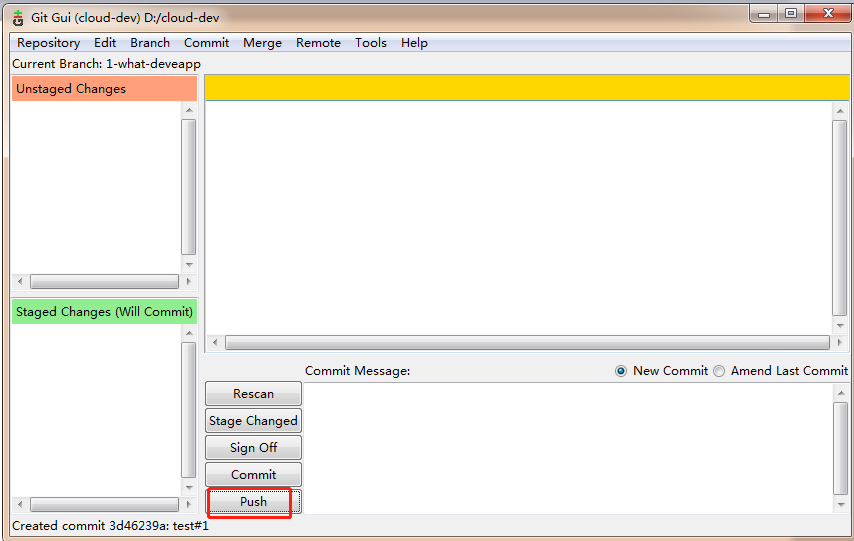 Git Gui (cloud-dev) D:/cloud-dev
Repository Edit Branch Commit Merge Remote Tools Help
Current Branch: 1-what-deveapp
Unstaged Changes
Staged Changes (Will Commit)
Commit Message:
New Commit
Amend Last Commit
Rescan
Stage Changed
Sign Off
Commit
Push
Created commit 3d46239a: test#1